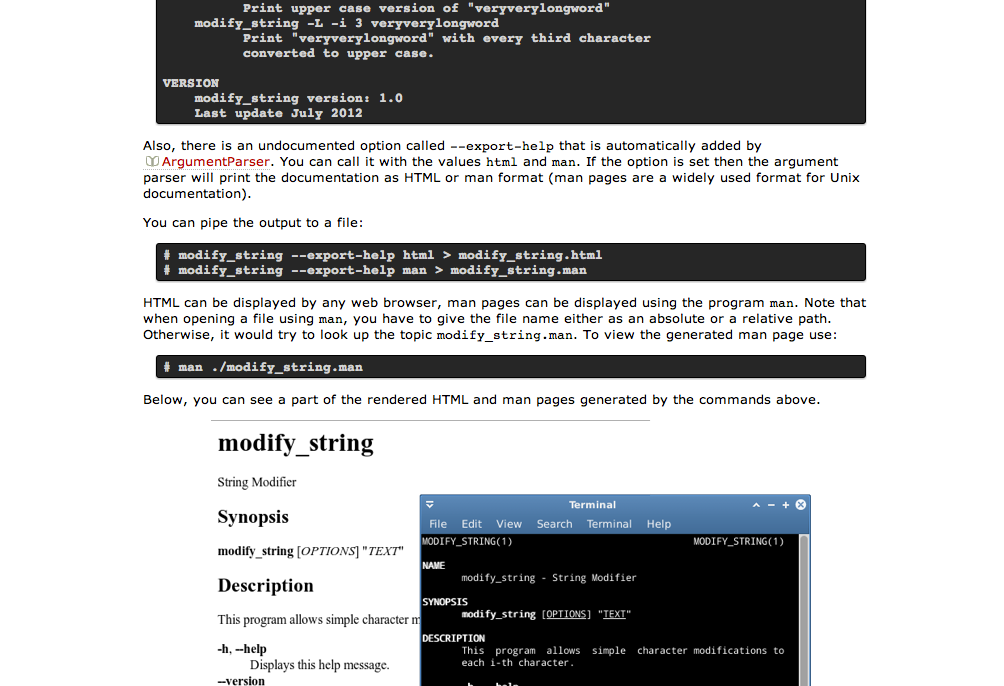 Print upper case version of "veryverylongword"
modify_string -L -i 3 veryverylongword
Print "veryverylongword" with every third character
converted to upper case.
VERSION
modify_string version: 1.0
Last update July 2012
Also, there is an undocumented option called --export-help that is automatically added by
ArgumentParser. You can call it with the values html and man. If the option is set then the argument
parser will print the documentation as HTML or man format (man pages are a widely used format for Unix
documentation).
You can pipe the output to a file:
# modify_string --export-help html > modify_string.html
# modify_string --export-help man > modify_string.man
HTML can be displayed by any web browser, man pages can be displayed using the program man. Note that
when opening a file using man, you have to give the file name either as an absolute or a relative path.
Otherwise, it would try to look up the topic modify_string.man. To view the generated man page use:
# man ./modify_string.man
Below, you can see a part of the rendered HTML and man pages generated by the commands above.
modify_string
String Modifier
Synopsis
modify_string [OPTIONS] "TEXT"
Description
This program allows simple character m
-h, --help
Displays this help message.
--version
Terminal
File Edit View Search Terminal Help
MODIFY_STRING(1) MODIFY_STRING(1)
NAME
modify_string - String Modifier
SYNOPSIS
modify_string [OPTIONS] "TEXT"
DESCRIPTION
This program allows simple character modifications to
each i-th character.
-h, --help